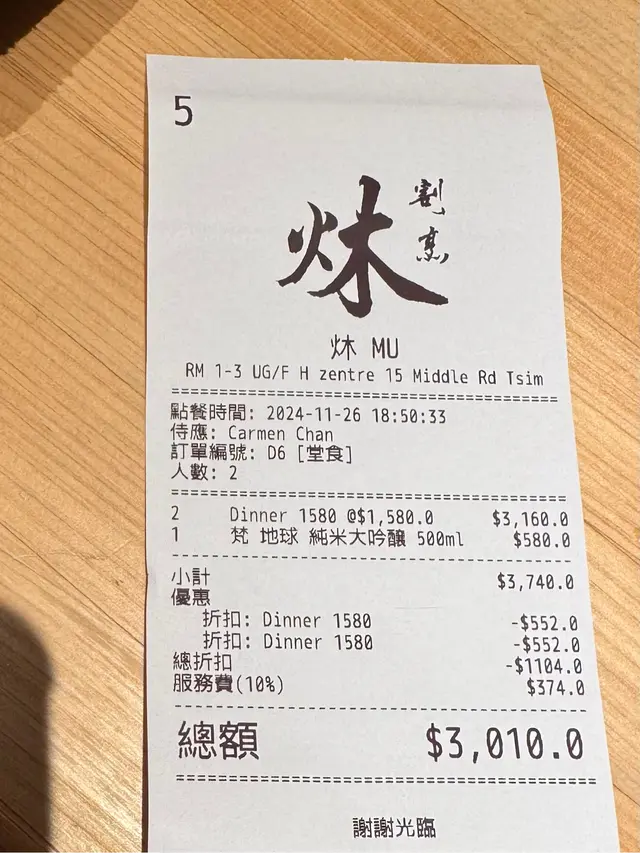 5
割烹
炑
炑 MU
RM 1-3 UG/F H zentre 15 Middle Rd Tsim
點餐時間: 2024-11-26 18:50:33
侍應: Carmen Chan
訂單編號: D6 [堂食]
人數: 2
2 Dinner 1580 @$1,580.0 $3,160.0
1 梵 地球 純米大吟醸 500ml $580.0
小計 $3,740.0
優惠
折扣: Dinner 1580 -$552.0
折扣: Dinner 1580 -$552.0
總折扣 -$1104.0
服務費(10%) $374.0
總額 $3,010.0
謝謝光臨